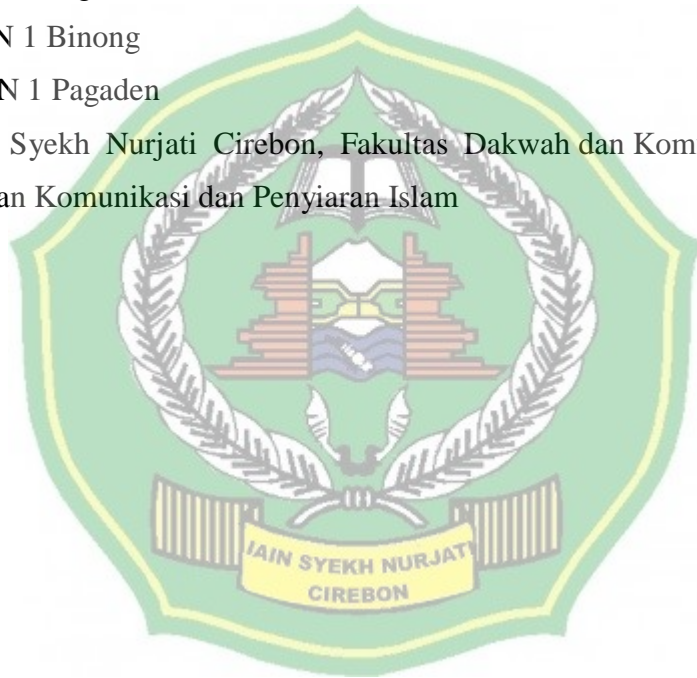 N 1 Binong
N 1 Pagaden
Syekh Nurjati Cirebon, Fakultas Dakwah dan Kom
an Komunikasi dan Penyiaran Islam
IAIN SYEKH NURJATI
CIREBON